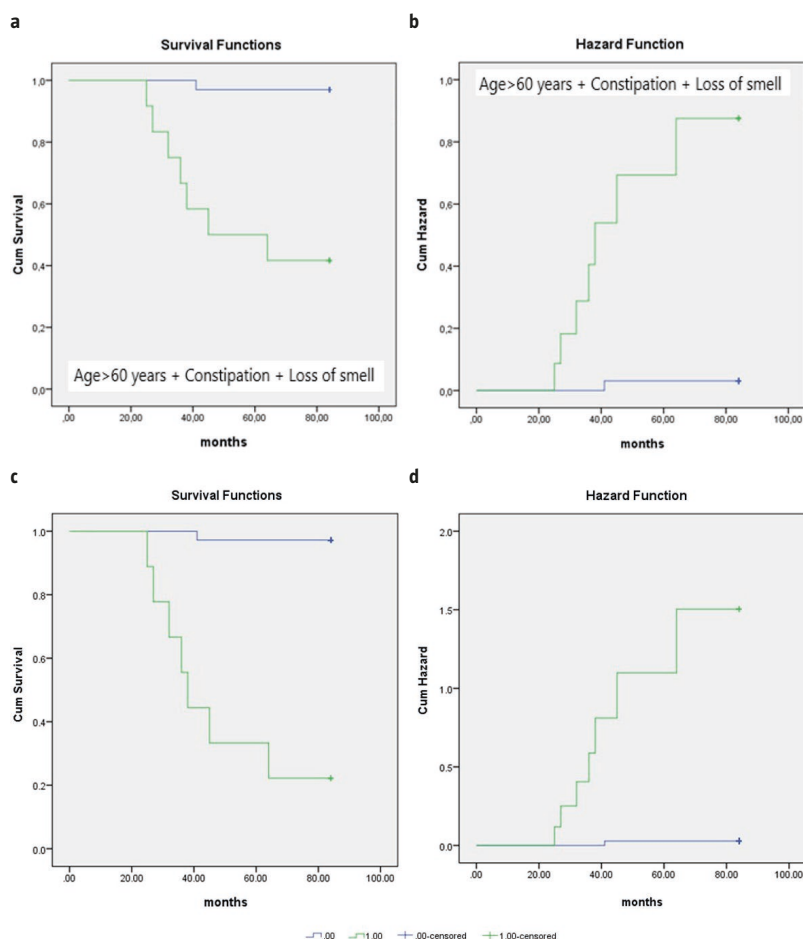 a
Survival Functions
1,0
0,8
0,6
0,4
0,2
0,0
Cum Survival
Age>60 years + Constipation + Loss of smell
,00 20,00 40,00 60,00 80,00 100,00
months
b
Hazard Function
Age>60 years + Constipation + Loss of smell
1,0
0,8
0,6
0,4
0,2
0,0
Cum Hazard
,00 20,00 40,00 60,00 80,00 100,00
months
c
Survival Functions
1.0
0.8
0.6
0.4
0.2
0.0
Cum Survival
.00 20.00 40.00 60.00 80.00 100.00
months
d
Hazard Function
2.0
1.5
1.0
0.5
0.0
Cum Hazard
.00 20.00 40.00 60.00 80.00 100.00
months
.00 1.00 .00-censored 1.00-censored